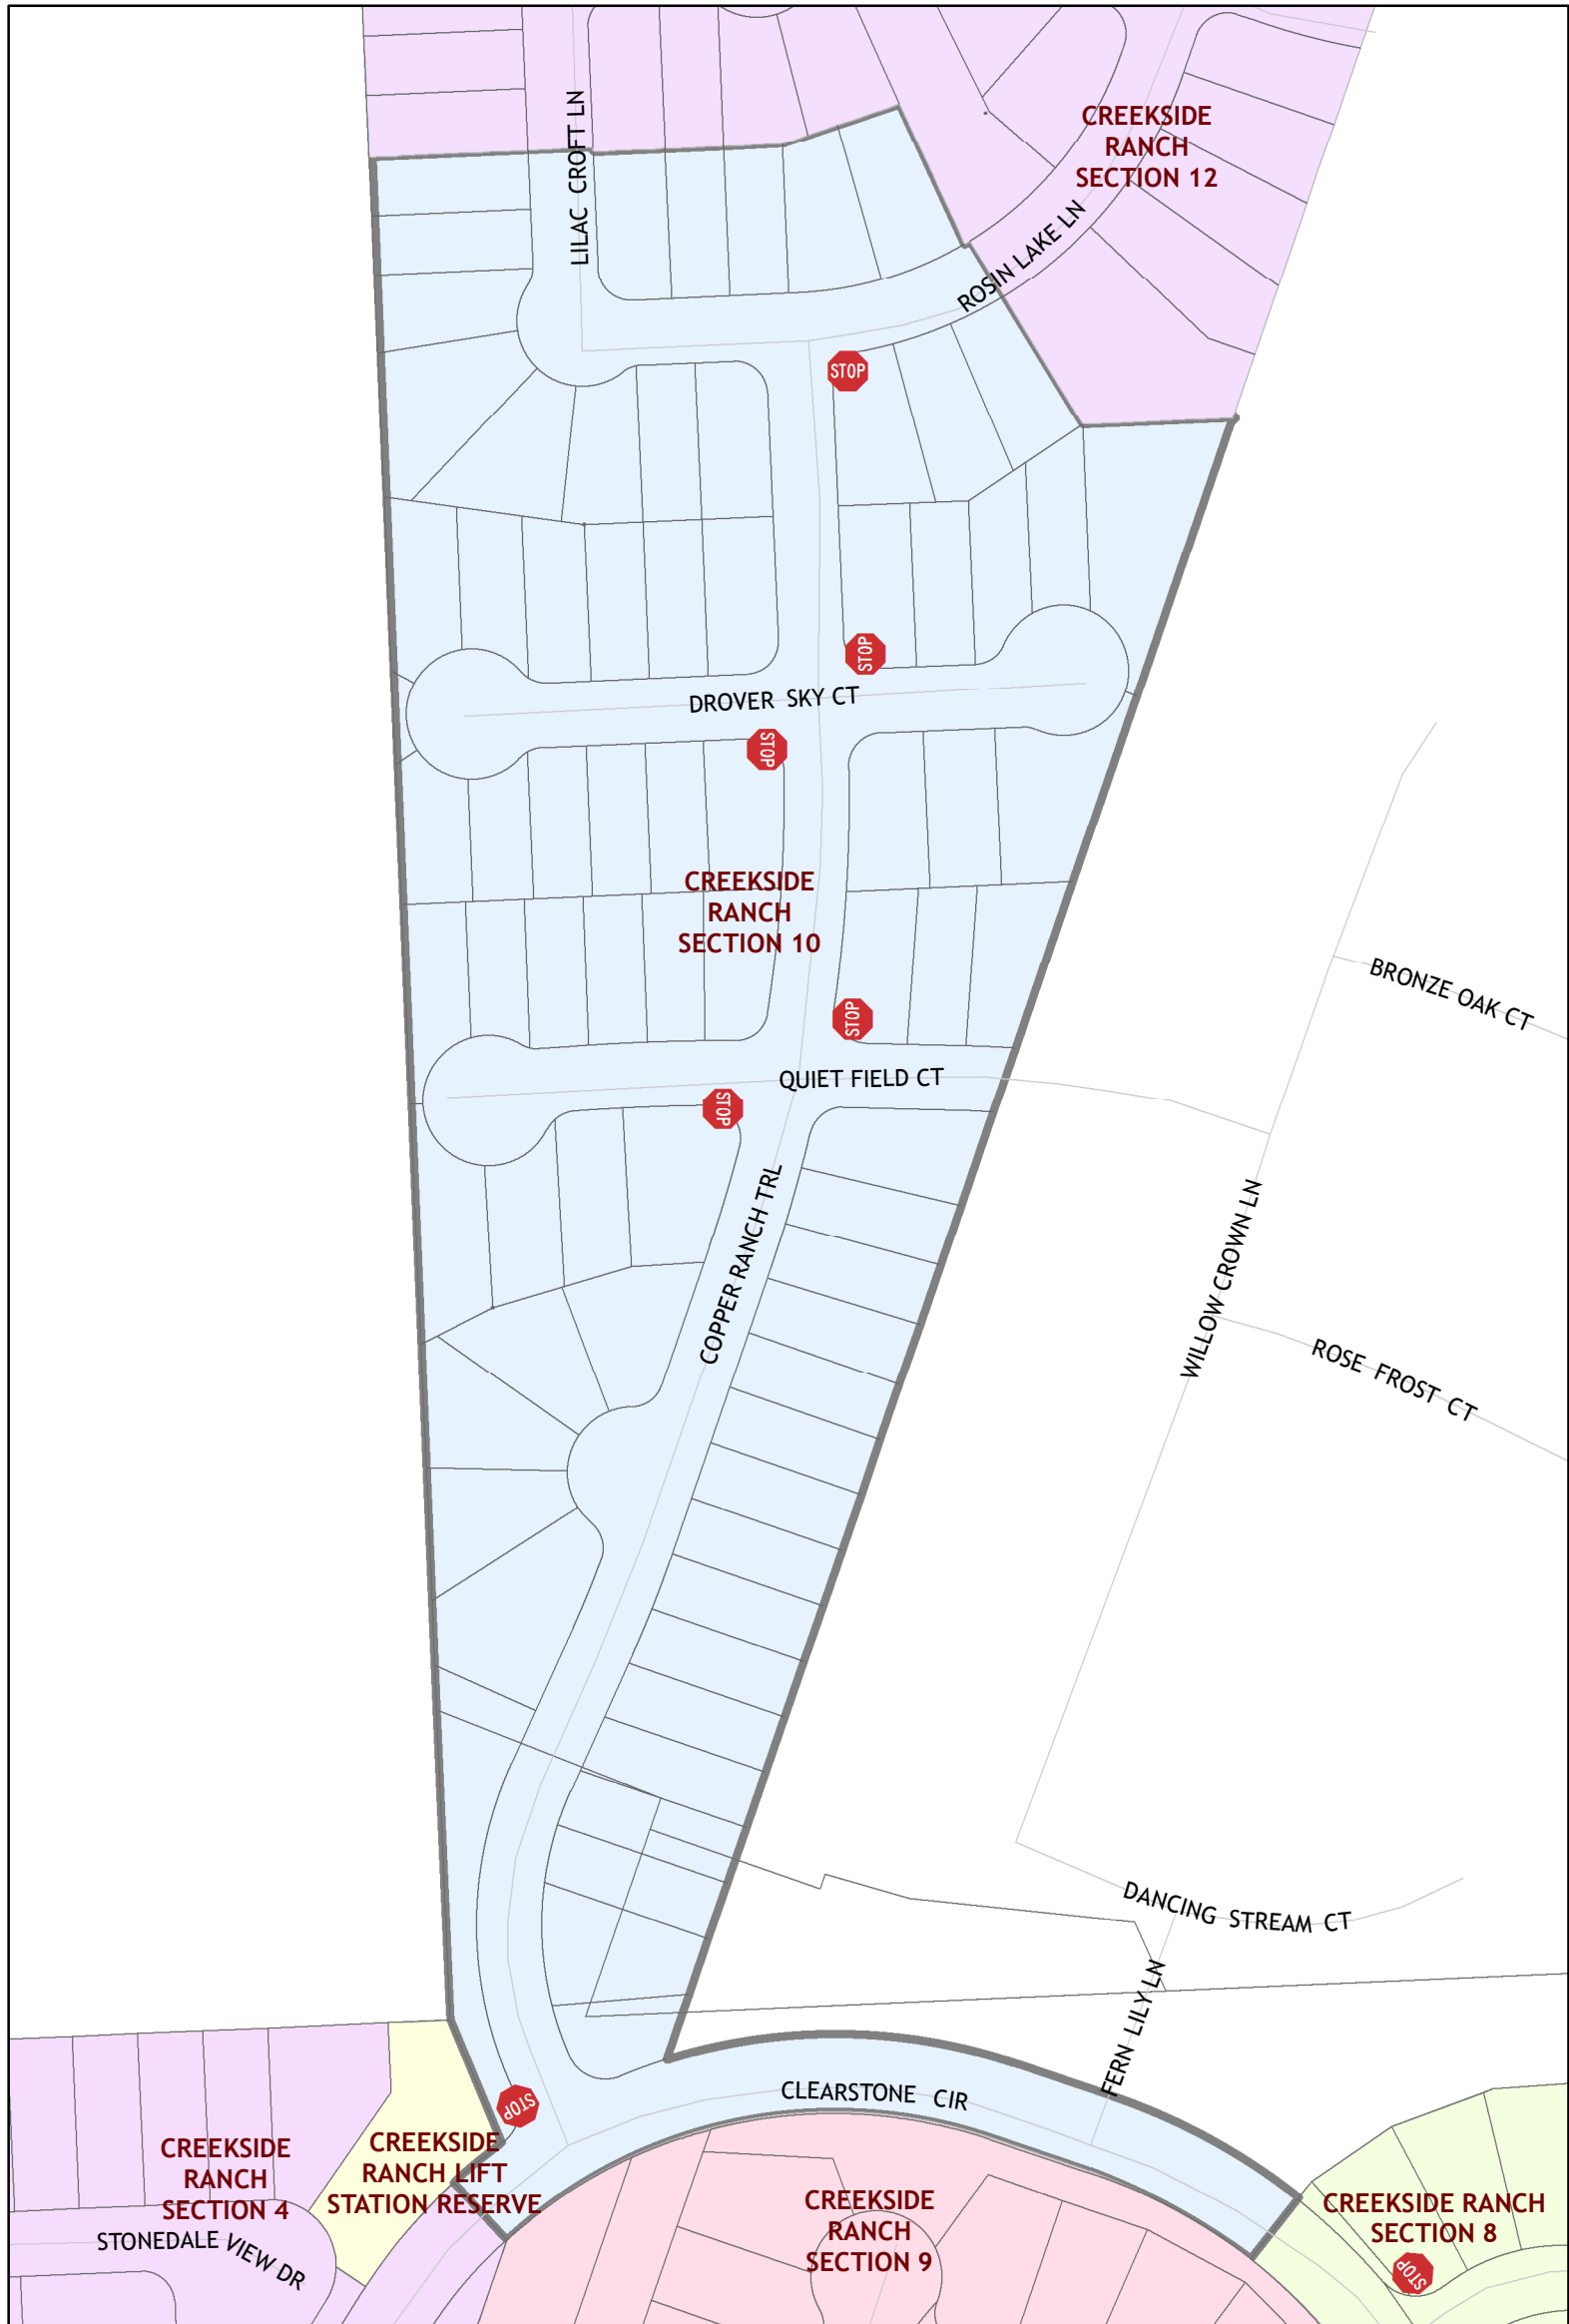 LILAC CROFT LN
CREEKSIDE
RANCH
SECTION 12
ROSIN LAKE LN
STOP
STOP
DROVER SKY CT
STOP
CREEKSIDE
RANCH
SECTION 10
BRONZE OAK CT
STOP
QUIET FIELD CT
STOP
COPPER RANCH TRL
WILLOW CROWN LN
ROSE FROST CT
DANCING STREAM CT
FERN LILY LN
CLEARSTONE CIR
STOP
CREEKSIDE
RANCH
SECTION 4
CREEKSIDE
RANCH LIFT
STATION RESERVE
STONEDALE VIEW DR
CREEKSIDE
RANCH
SECTION 9
CREEKSIDE RANCH
SECTION 8
STOP